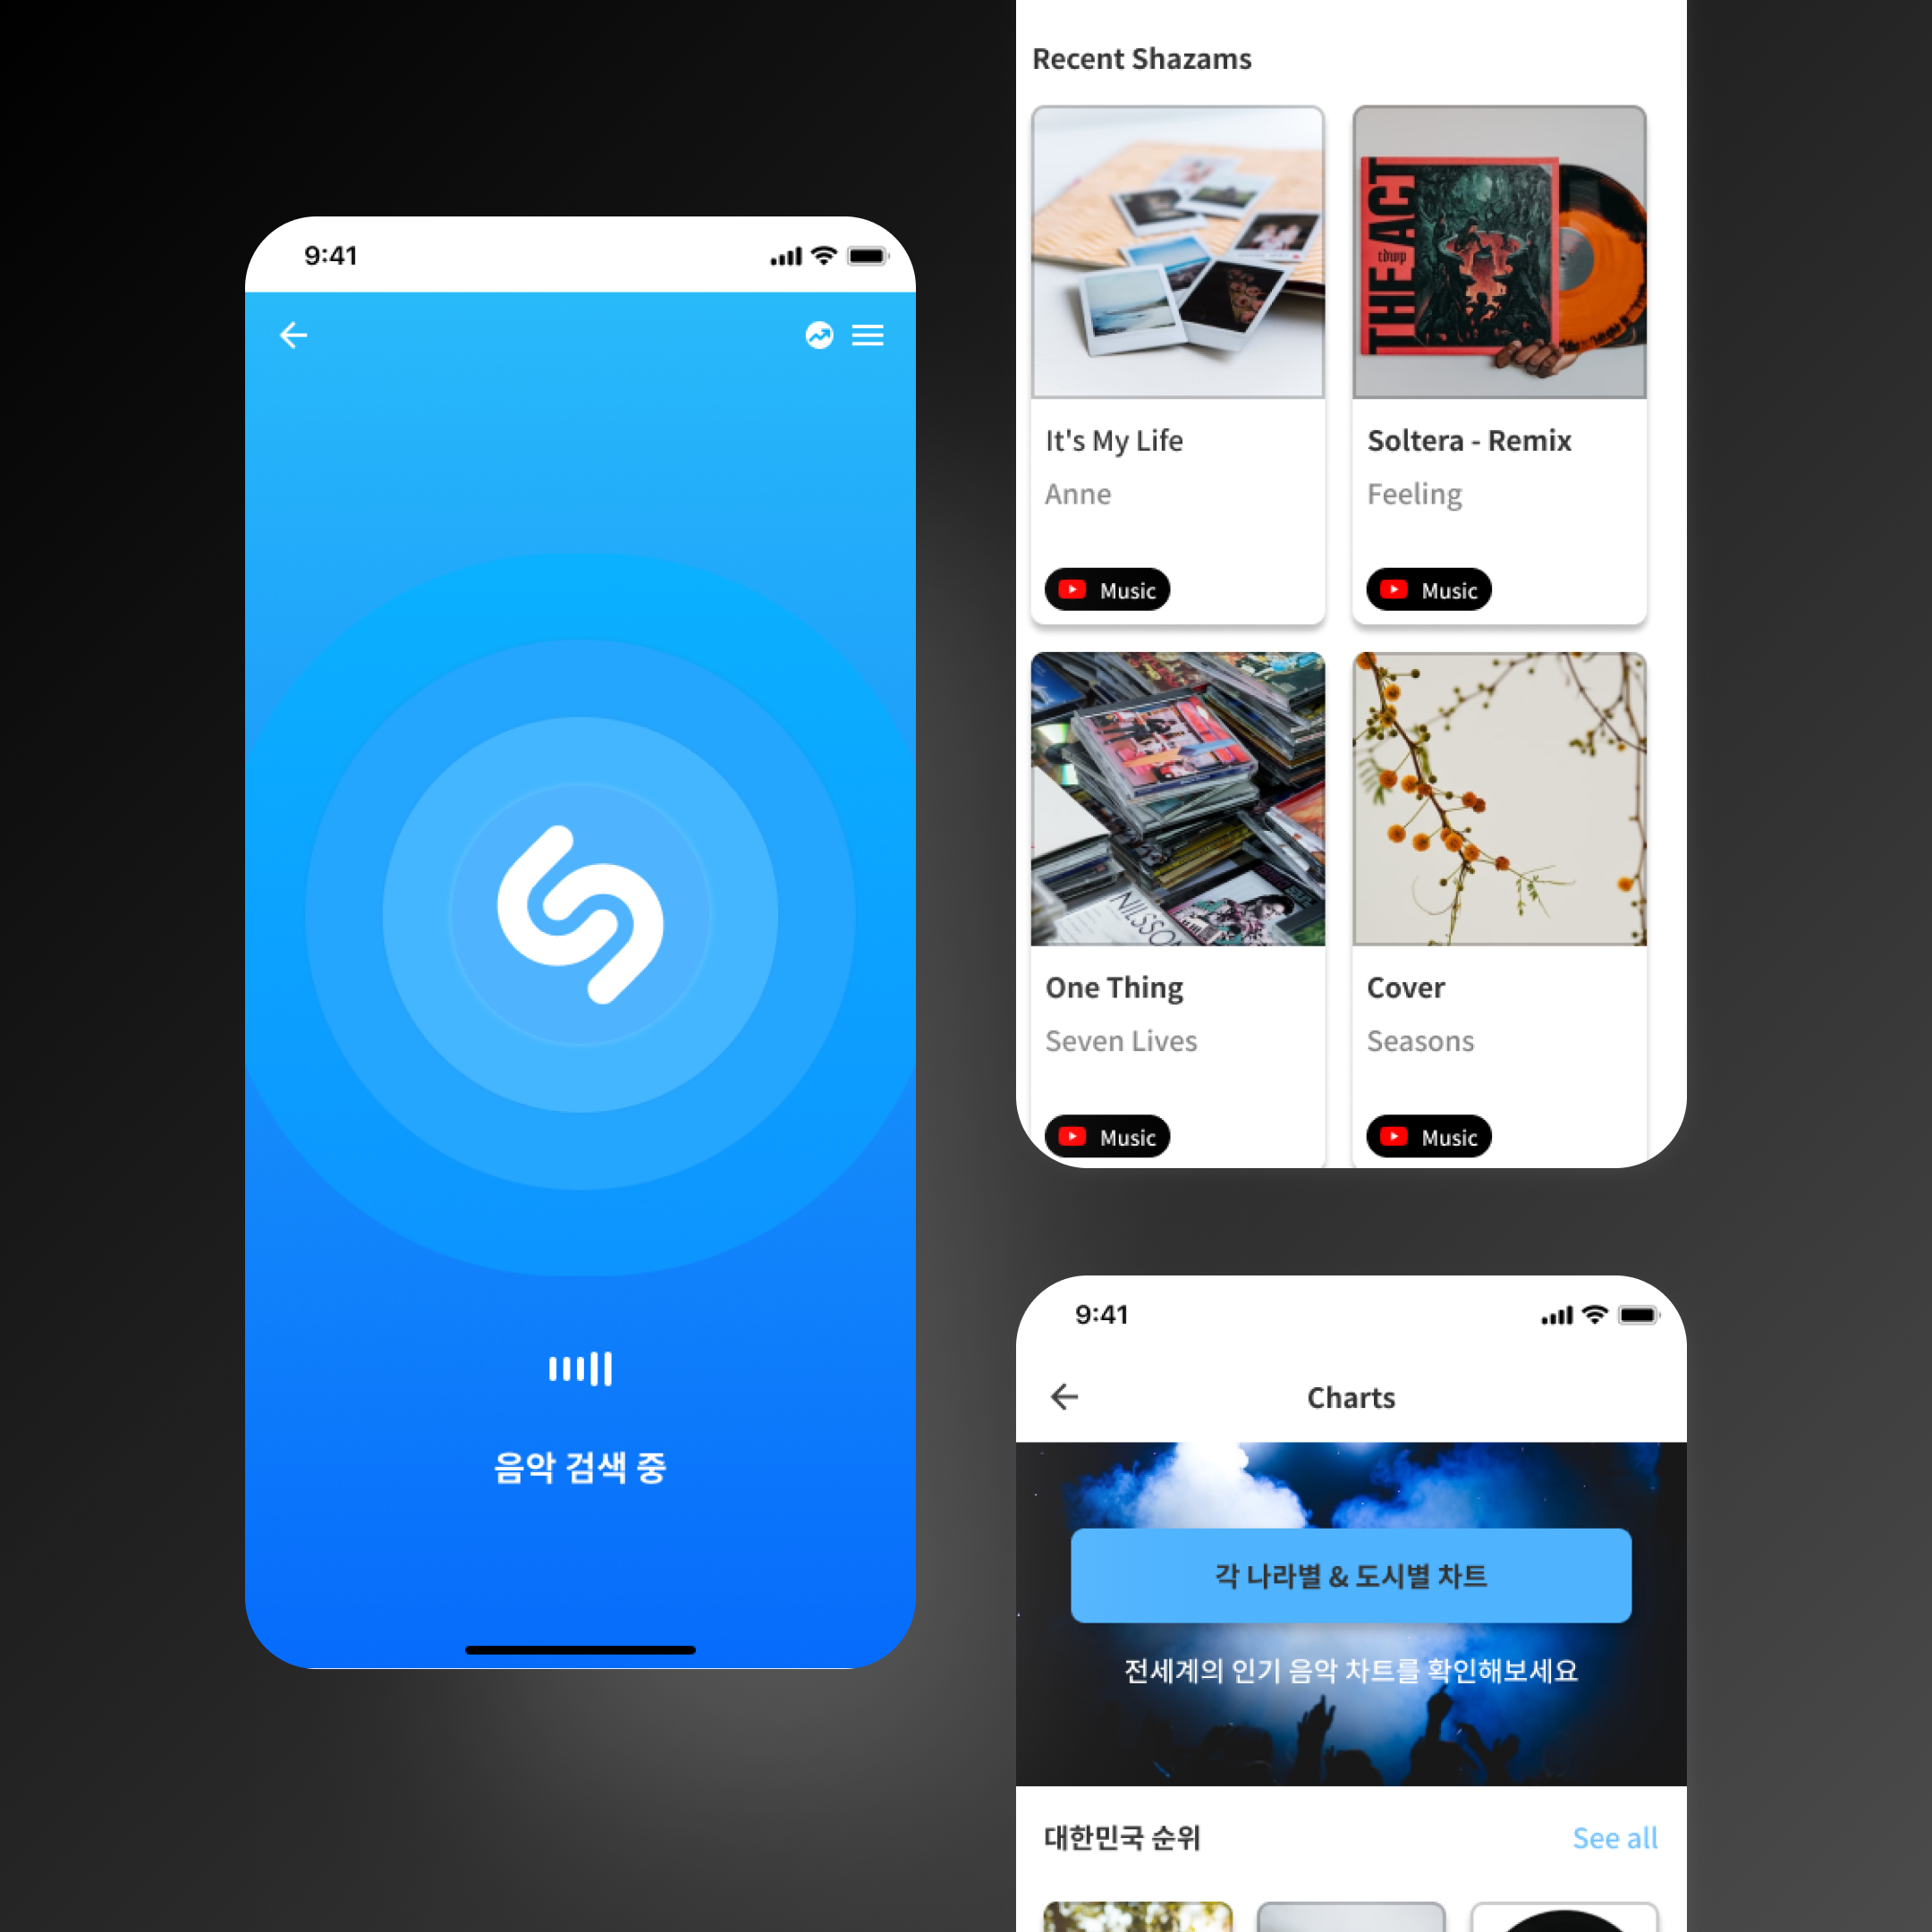 9:41
음악 검색 중
Recent Shazams
THE ACT
tdwp
It's My Life
Anne
Music
Soltera - Remix
Feeling
Music
NILSSON
One Thing
Seven Lives
Music
Cover
Seasons
Music
9:41
Charts
각 나라별 & 도시별 차트
전세계의 인기 음악 차트를 확인해보세요
대한민국 순위
See all